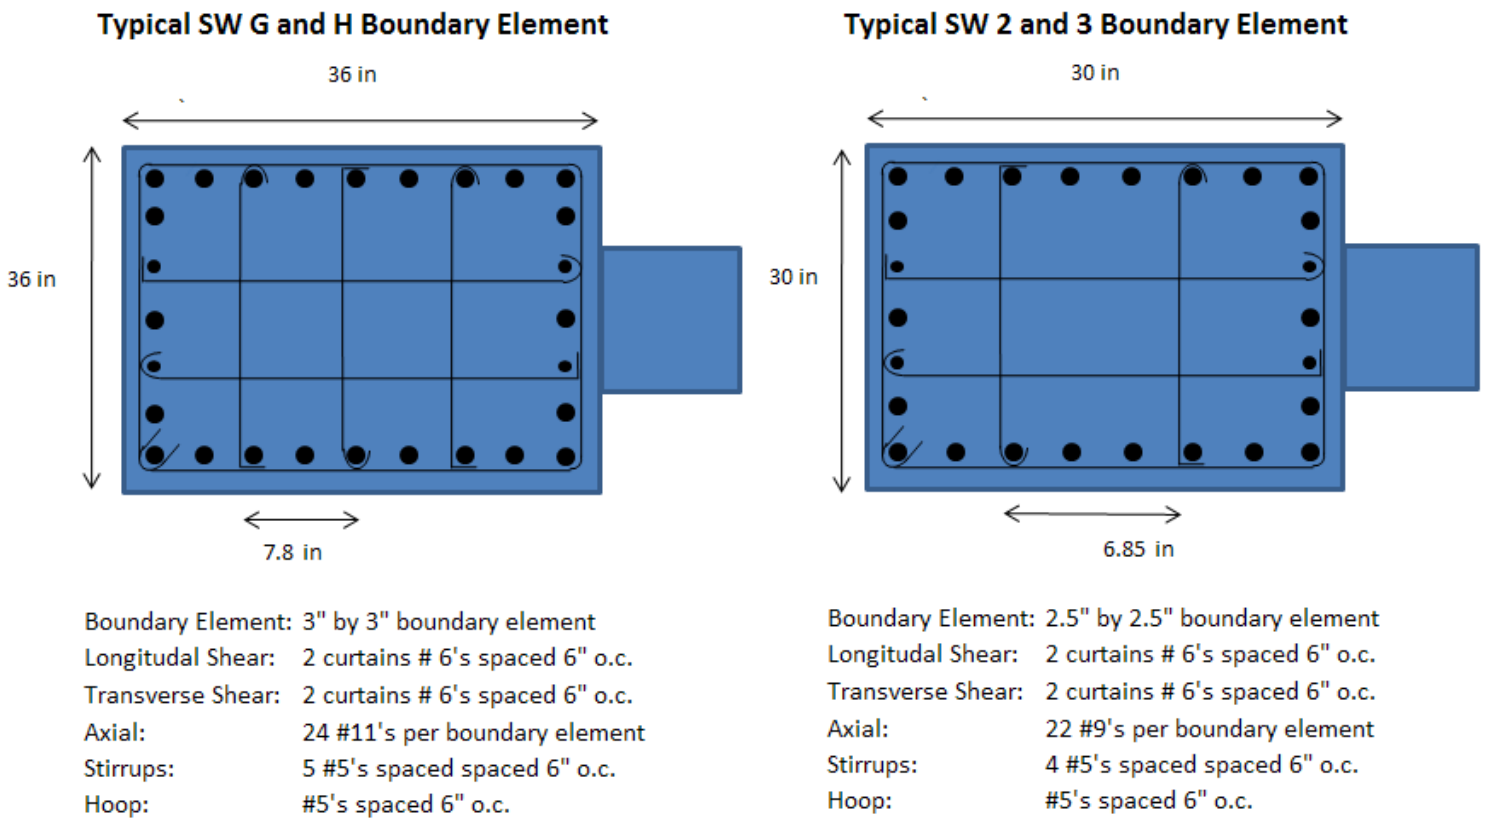 Typical SW G and H Boundary Element
36 in
36 in
7.8 in
Boundary Element: 3" by 3" boundary element
Longitudal Shear: 2 curtains # 6's spaced 6" o.c.
Transverse Shear: 2 curtains # 6's spaced 6" o.c.
Axial: 24 #11's per boundary element
Stirrups: 5 #5's spaced spaced 6" o.c.
Hoop: #5's spaced 6" o.c.
Typical SW 2 and 3 Boundary Element
30 in
30 in
6.85 in
Boundary Element: 2.5" by 2.5" boundary element
Longitudal Shear: 2 curtains # 6's spaced 6" o.c.
Transverse Shear: 2 curtains # 6's spaced 6" o.c.
Axial: 22 #9's per boundary element
Stirrups: 4 #5's spaced spaced 6" o.c.
Hoop: #5's spaced 6" o.c.